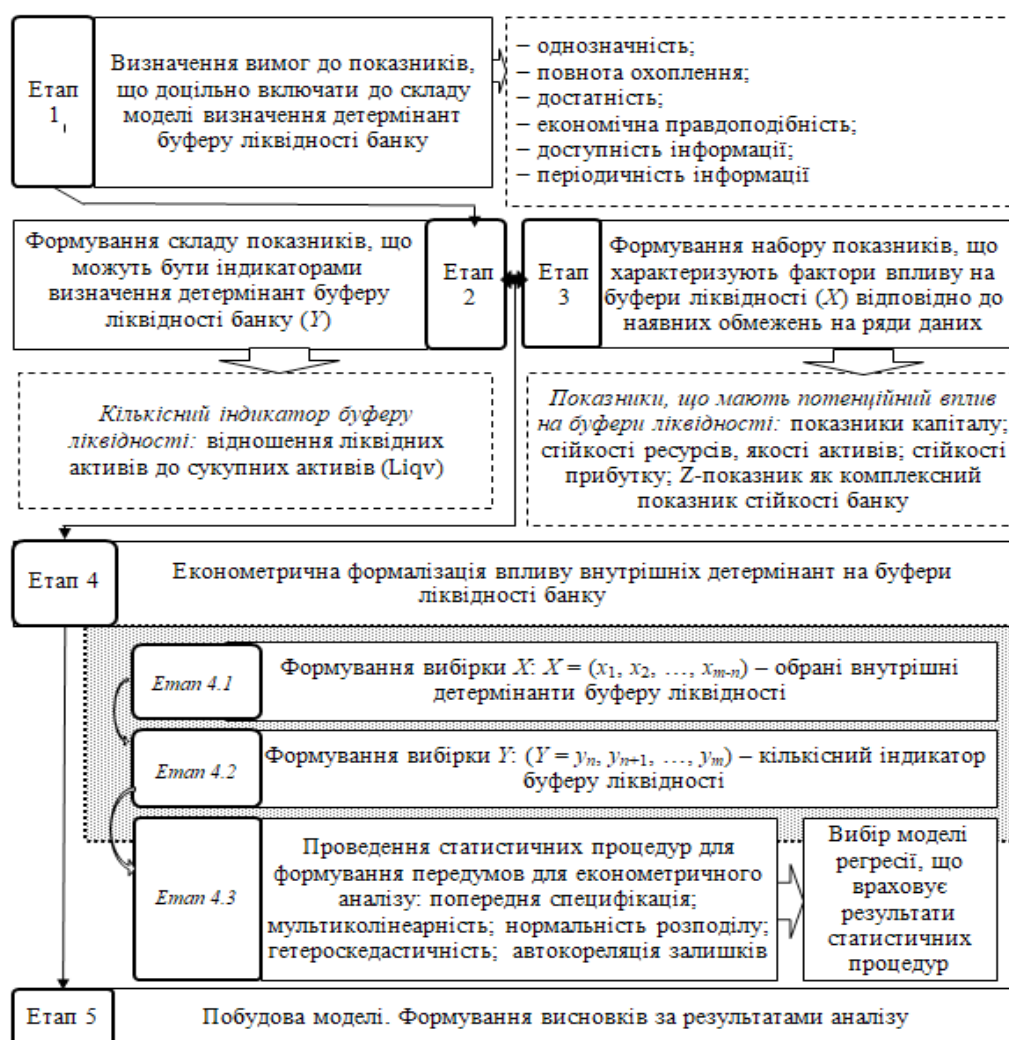 Етап
1
Визначення вимог до показників,
що доцільно включати до складу
моделі визначення детермінант
буферу ліквідності банку
– однозначність;
– повнота охоплення;
– достатність;
– економічна правдоподібність;
– доступність інформації;
– періодичність інформації
Формування складу показників, що
можуть бути індикаторами
визначення детермінант буферу
ліквідності банку (Y)
Етап
2
Етап
3
Формування набору показників, що
характеризують фактори впливу на
буфери ліквідності (X) відповідно до
наявних обмежень на ряди даних
Кількісний індикатор буферу
ліквідності: відношення ліквідних
активів до сукупних активів (Liqv)
Показники, що мають потенційний вплив
на буфери ліквідності: показники капіталу;
стійкості ресурсів, якості активів; стійкості
прибутку; Z-показник як комплексний
показник стійкості банку
Етап 4
Економетрична формалізація впливу внутрішніх детермінант на буфери
ліквідності банку
Етап 4.1
Формування вибірки X: X = (x₁, x₂, …, xm-n) – обрані внутрішні
детермінанти буферу ліквідності
Етап 4.2
Формування вибірки Y: (Y = yn, yn+1, …, ym) – кількісний індикатор
буферу ліквідності
Етап 4.3
Проведення статистичних процедур для
формування передумов для економетричного
аналізу: попередня специфікація;
мультиколінеарність; нормальність розподілу;
гетероскедастичність; автокореляція залишків
Вибір моделі
регресії, що
враховує
результати
статистичних
процедур
Етап 5
Побудова моделі. Формування висновків за результатами аналізу